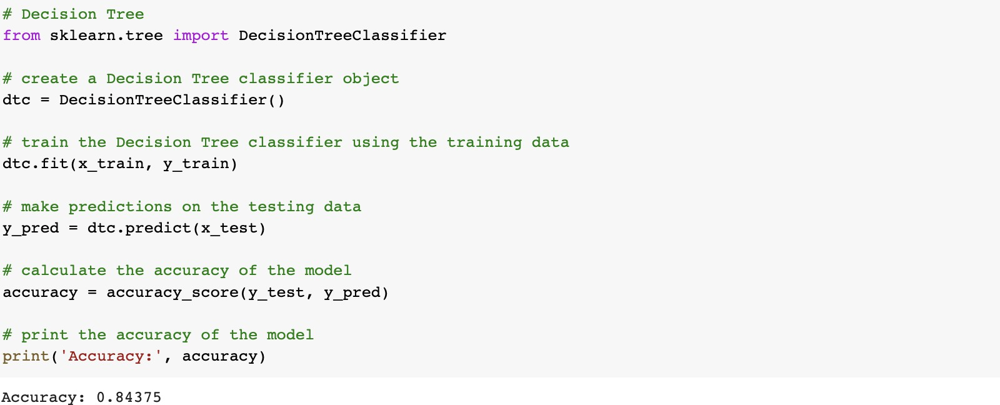 # Decision Tree
from sklearn.tree import DecisionTreeClassifier
# create a Decision Tree classifier object
dtc = DecisionTreeClassifier()
# train the Decision Tree classifier using the training data
dtc.fit(x_train, y_train)
# make predictions on the testing data
y_pred = dtc.predict(x_test)
# calculate the accuracy of the model
accuracy = accuracy_score(y_test, y_pred)
# print the accuracy of the model
print('Accuracy:', accuracy)
Accuracy: 0.84375